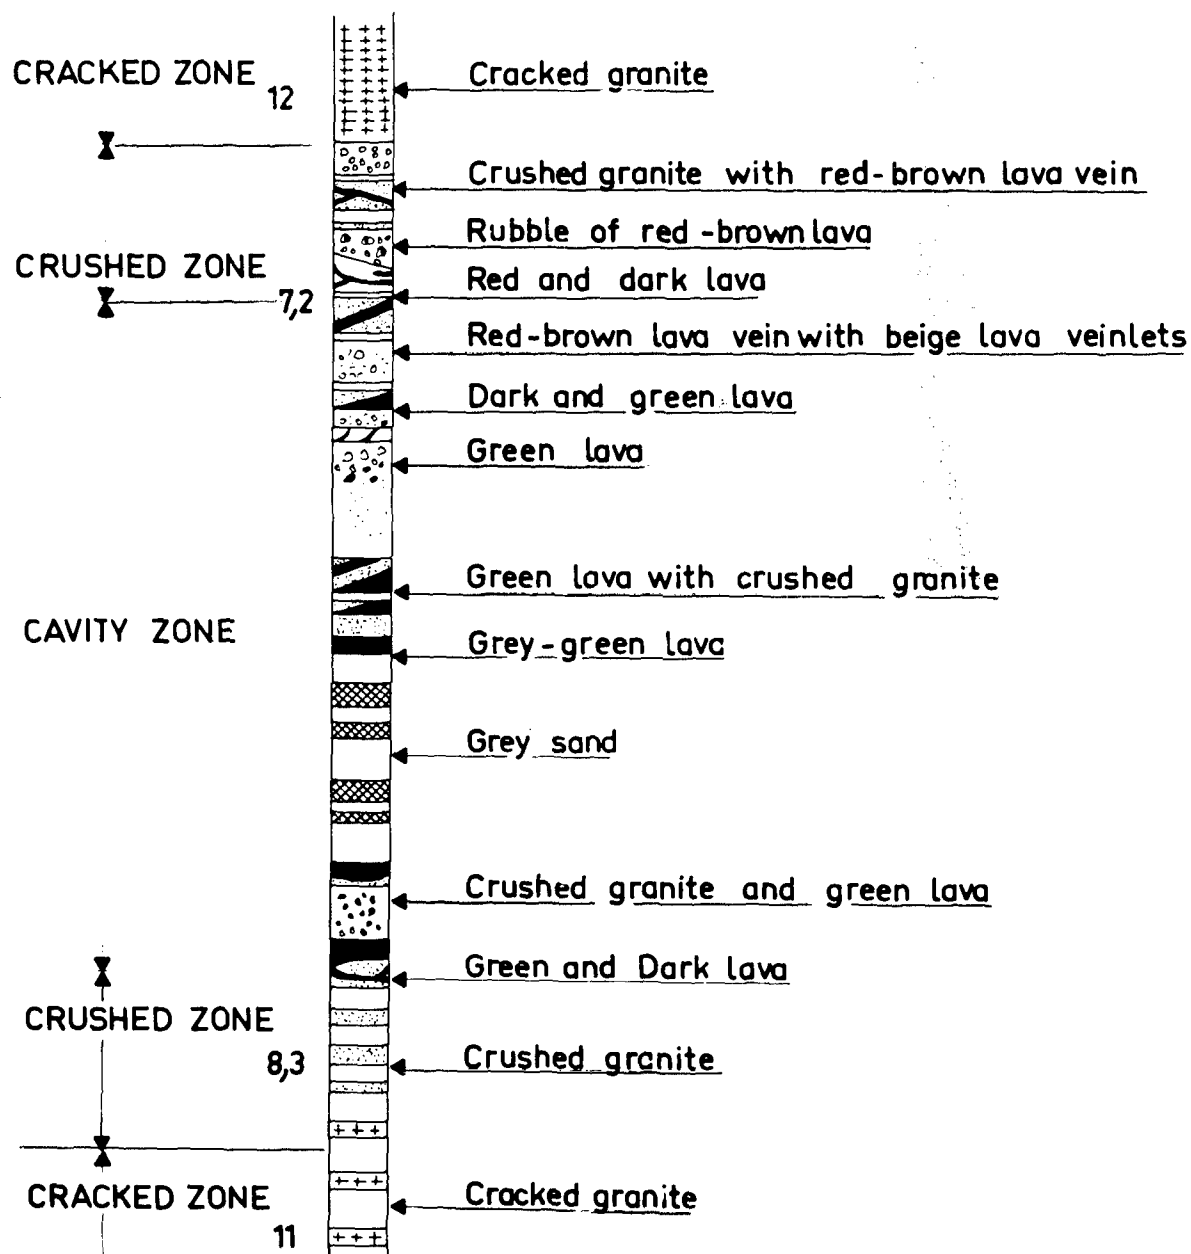 CRACKED ZONE
12
Cracked granite
Crushed granite with red-brown lava vein
Rubble of red-brown lava
CRUSHED ZONE
7,2
Red and dark lava
Red-brown lava vein with beige lava veinlets
Dark and green lava
Green lava
Green lava with crushed granite
CAVITY ZONE
Grey-green lava
Grey sand
Crushed granite and green lava
Green and Dark lava
CRUSHED ZONE
8,3
Crushed granite
CRACKED ZONE
11
Cracked granite